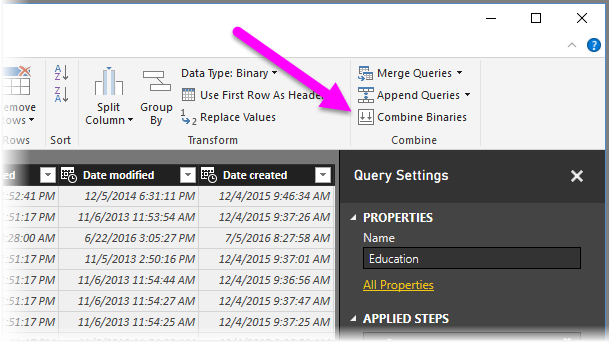 ?
emove
ows
Rows
A
Z
Z
A
Sort
Split
Column
Group
By
Data Type: Binary
Use First Row As Header
1
2
Replace Values
Transform
Merge Queries
Append Queries
Combine Binaries
Combine
ed
Date modified
Date created
:52:41 PM 12/5/2014 6:31:11 PM 12/4/2015 9:46:34 AM
:51:17 PM 11/6/2013 11:53:54 AM 12/4/2015 9:37:26 AM
:28:00 AM 6/22/2016 3:05:27 PM 7/5/2016 8:27:58 AM
:51:17 PM 11/5/2013 2:50:16 PM 12/4/2015 9:37:01 AM
:51:17 PM 11/6/2013 11:54:44 AM 12/4/2015 9:36:56 AM
:51:17 PM 11/6/2013 11:54:27 AM 12/4/2015 9:37:47 AM
:51:17 PM 11/6/2013 11:54:25 AM 12/4/2015 9:37:25 AM
Query Settings
PROPERTIES
Name
Education
All Properties
APPLIED STEPS